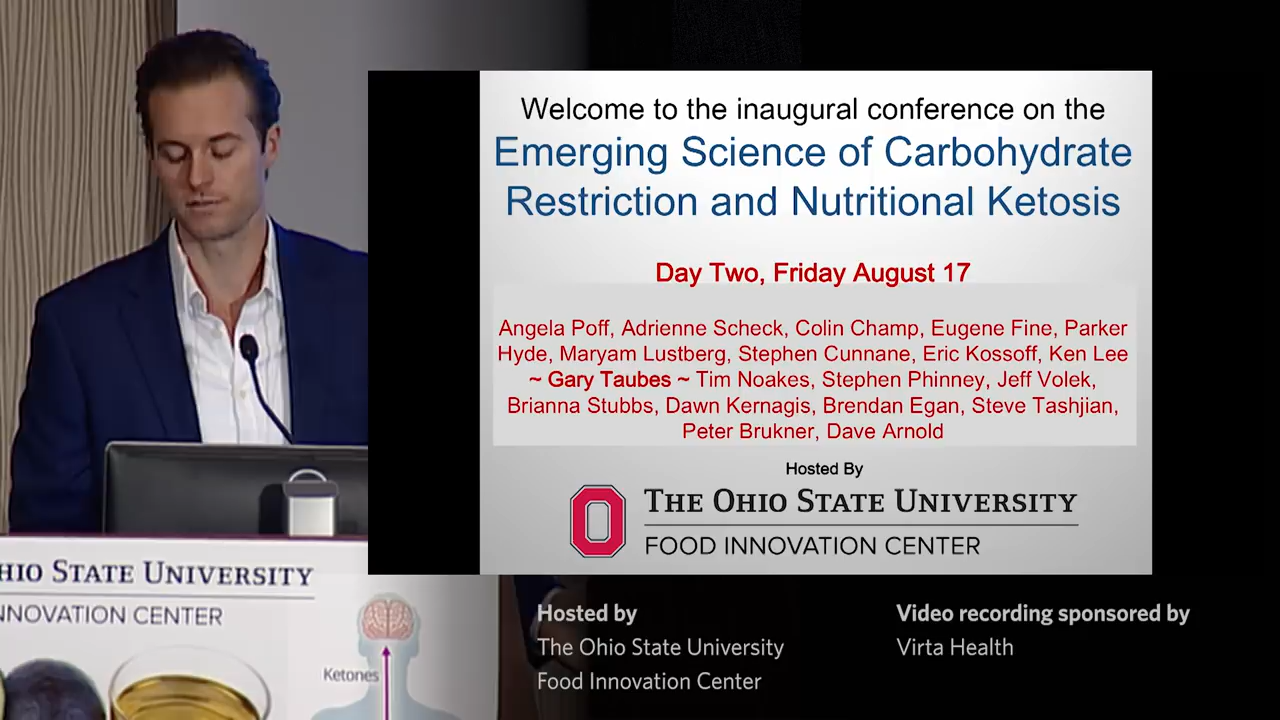 Welcome to the inaugural conference on the
Emerging Science of Carbohydrate
Restriction and Nutritional Ketosis
Day Two, Friday August 17
Angela Poff, Adrienne Scheck, Colin Champ, Eugene Fine, Parker
Hyde, Maryam Lustberg, Stephen Cunnane, Eric Kossoff, Ken Lee
~ Gary Taubes ~ Tim Noakes, Stephen Phinney, Jeff Volek,
Brianna Stubbs, Dawn Kernagis, Brendan Egan, Steve Tashjian,
Peter Brukner, Dave Arnold
Hosted By
THE OHIO STATE UNIVERSITY
FOOD INNOVATION CENTER
HIO STATE UNIVERSITY
NNOVATION CENTER
Ketones
Hosted by
The Ohio State University
Food Innovation Center
Video recording sponsored by
Virta Health